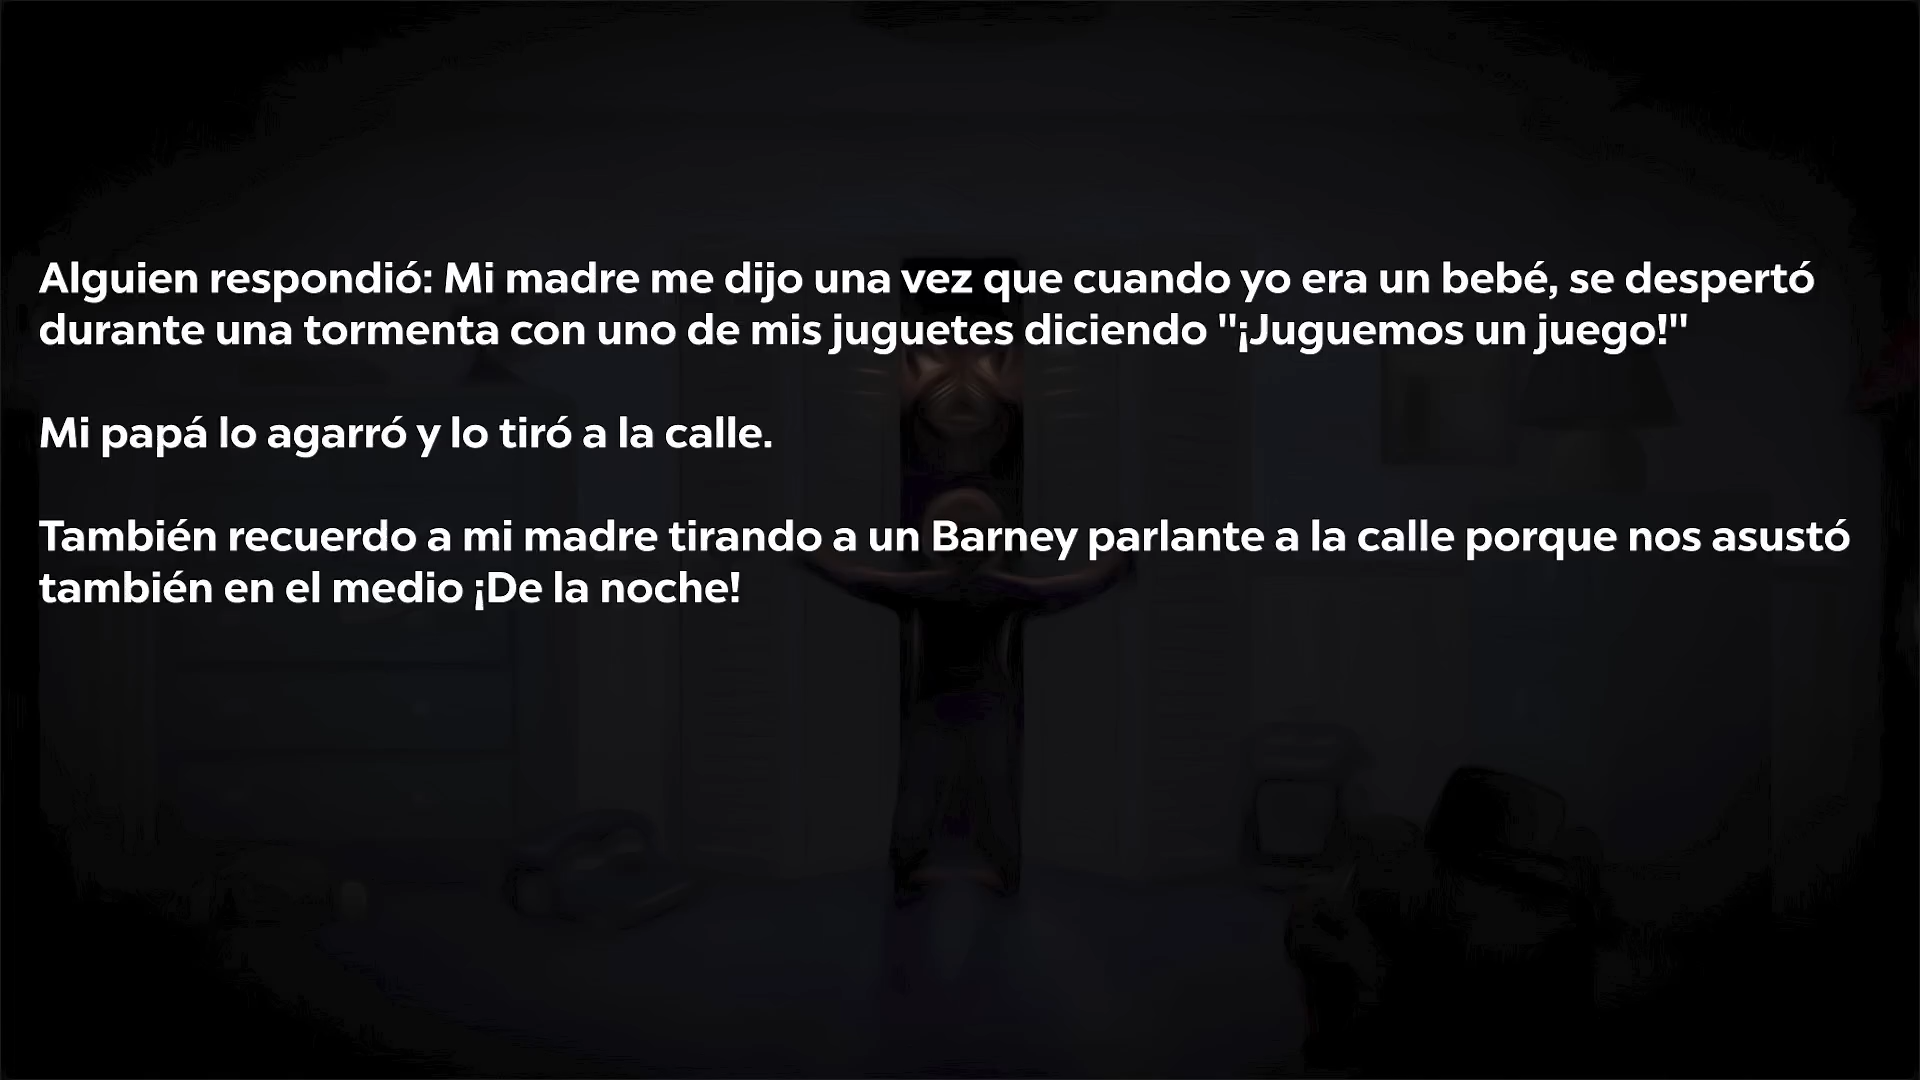 Alguien respondió: Mi madre me dijo una vez que cuando yo era un bebé, se despertó
durante una tormenta con uno de mis juguetes diciendo "¡Juguemos un juego!"
Mi papá lo agarró y lo tiró a la calle.
También recuerdo a mi madre tirando a un Barney parlante a la calle porque nos asustó
también en el medio ¡De la noche!